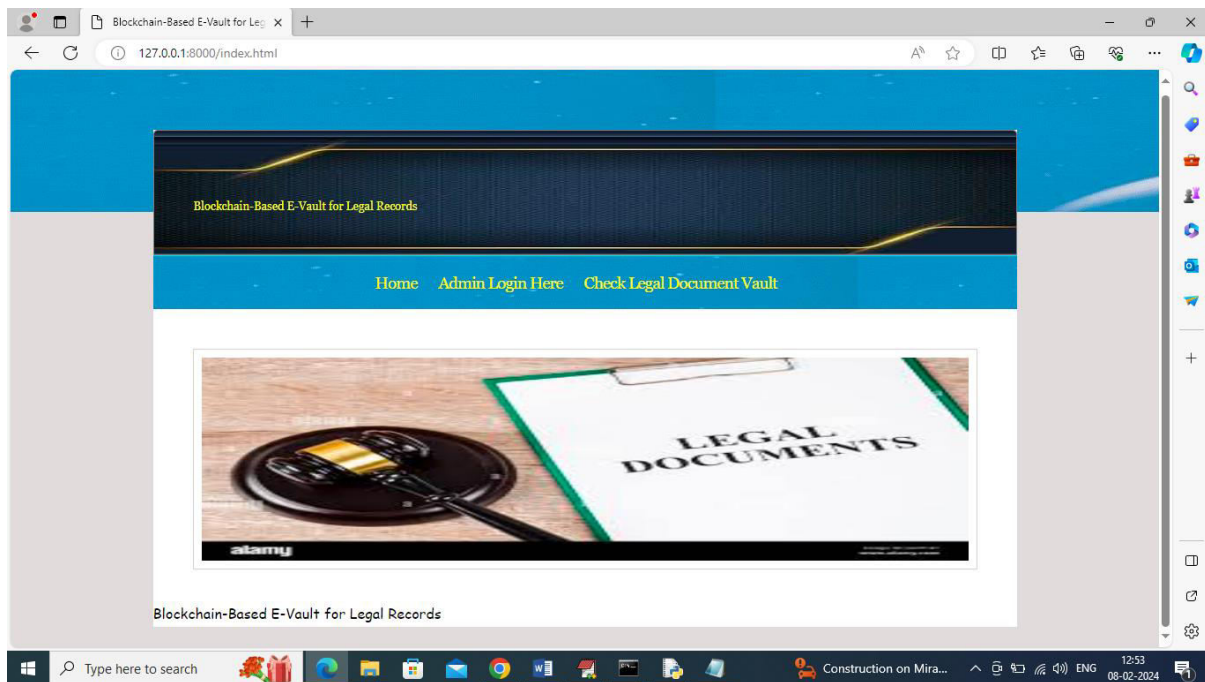 Blockchain-Based E-Vault for Leg
127.0.0.1:8000/index.html
Blockchain-Based E-Vault for Legal Records
Home Admin Login Here Check Legal Document Vault
LEGAL
DOCUMENTS
alamy
Blockchain-Based E-Vault for Legal Records
Type here to search
Construction on Mira...
ENG
12:53
08-02-2024
1